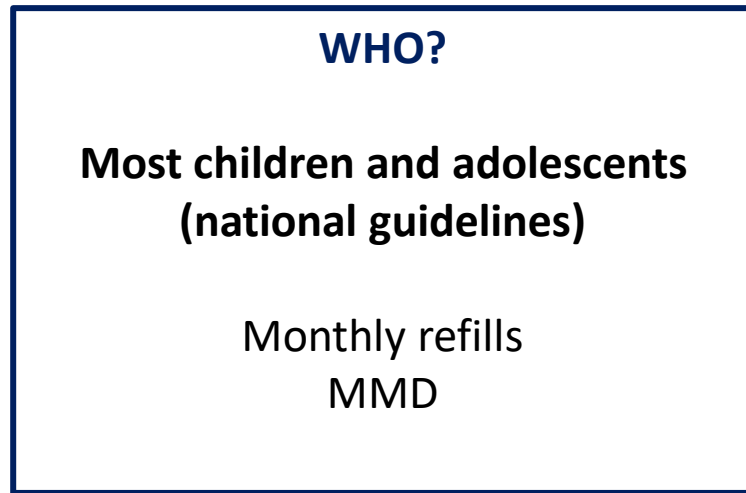 WHO?
Most children and adolescents
(national guidelines)
Monthly refills
MMD